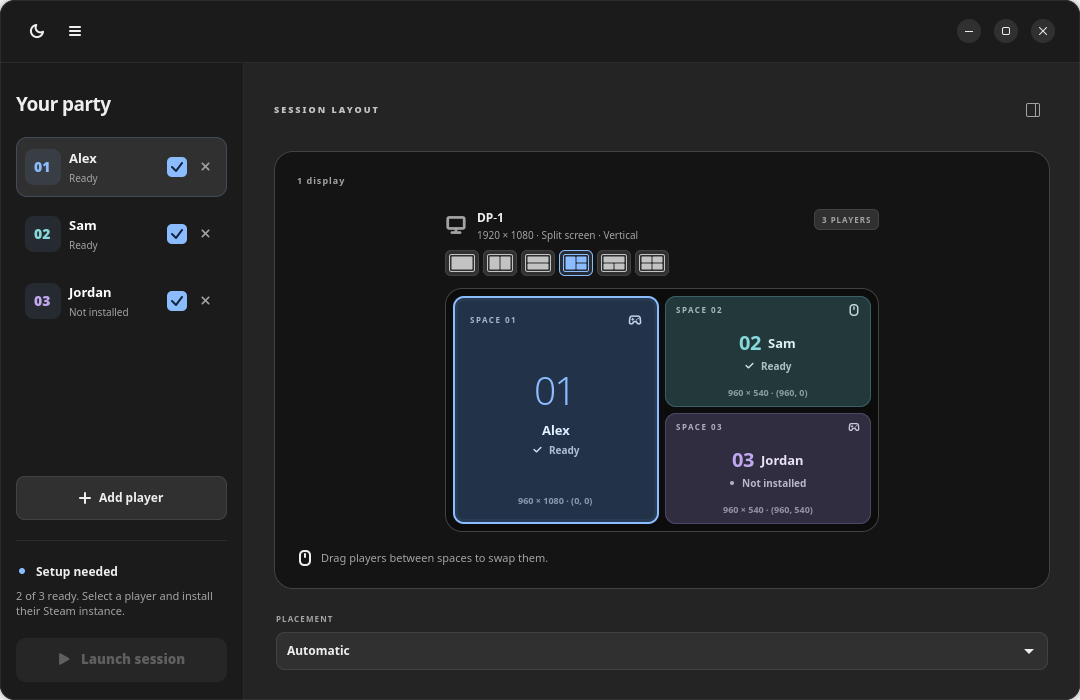 Your party
01
Alex
Ready
02
Sam
Ready
03
Jordan
Not installed
Add player
Setup needed
2 of 3 ready. Select a player and install
their Steam instance.
Launch session
SESSION LAYOUT
1 display
DP-1
1920 × 1080 · Split screen · Vertical
3 PLAYERS
SPACE 01
01
Alex
Ready
960 × 1080 · (0, 0)
SPACE 02
02 Sam
Ready
960 × 540 · (960, 0)
SPACE 03
03 Jordan
Not installed
960 × 540 · (960, 540)
Drag players between spaces to swap them.
PLACEMENT
Automatic